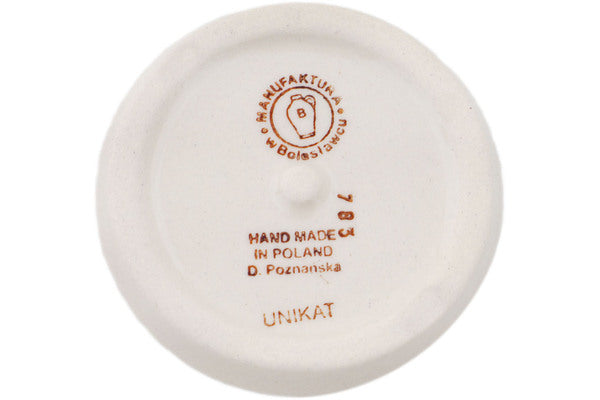 MANUFAKTURA
w Bolesławcu
B
783
HAND MADE
IN POLAND
D. Poznanska
UNIKAT